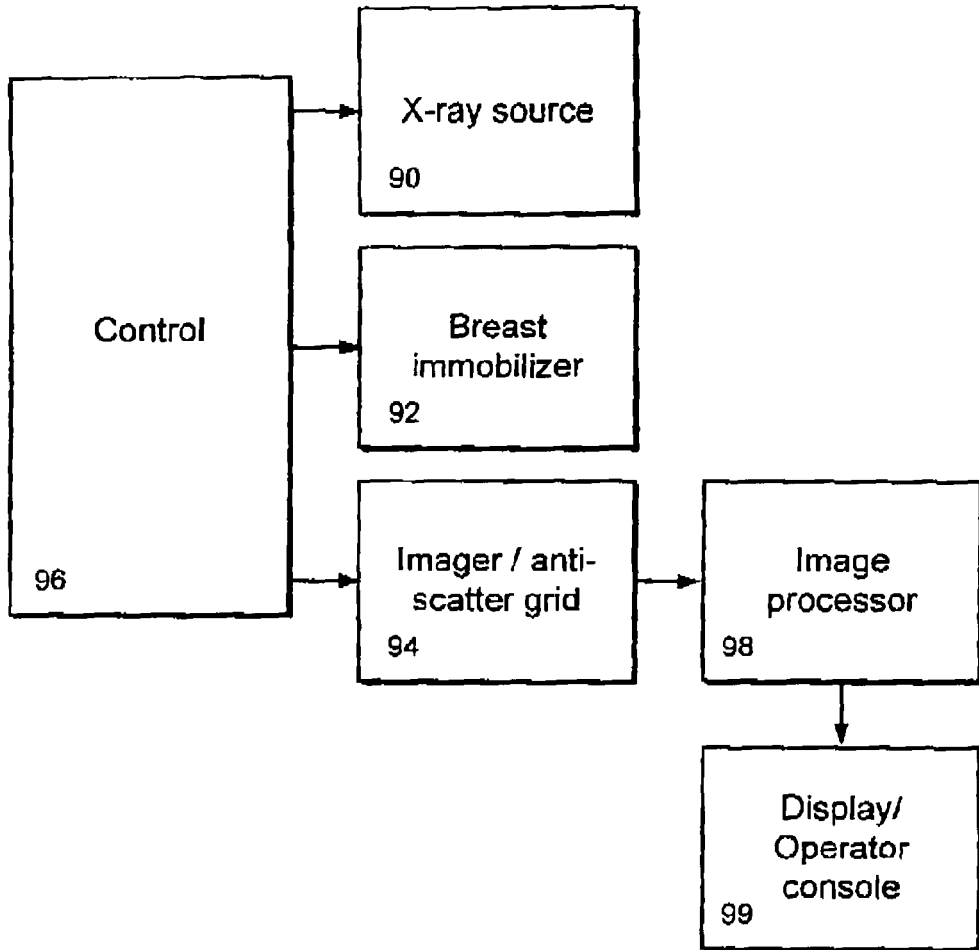 X-ray source
90
Control
96
Breast
immobilizer
92
Imager / anti-
scatter grid
94
Image
processor
98
Display/
Operator
console
99